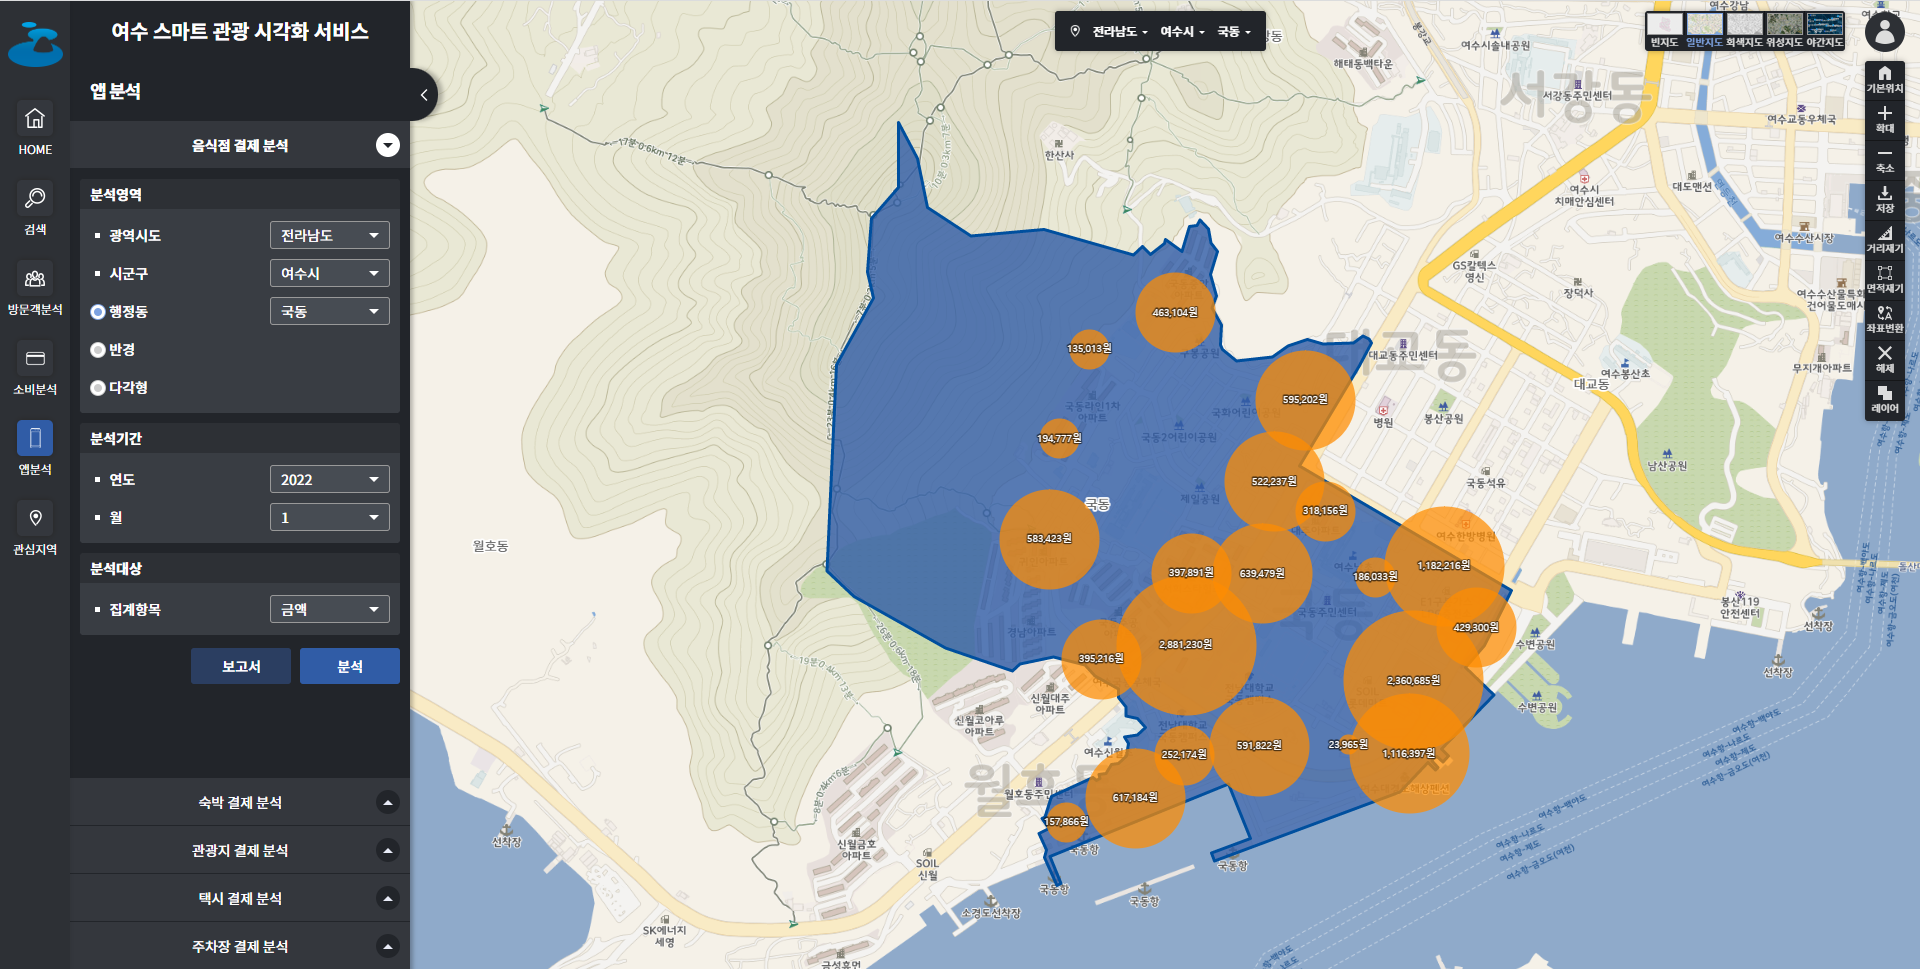 여수 스마트 관광 시각화 서비스
앱 분석
HOME
검색
방문객분석
소비분석
앱분석
관심지역
음식점 결제 분석
분석영역
광역시도
전라남도
시군구
여수시
행정동
국동
반경
다각형
분석기간
연도
2022
월
1
분석대상
집계항목
금액
보고서
분석
숙박 결제 분석
관광지 결제 분석
택시 결제 분석
주차장 결제 분석
전라남도
여수시
국동
빈지도
일반지도
회색지도
위성지도
야간지도
기본위치
확대
축소
저장
거리재기
면적재기
좌표변환
해제
레이어
여수강남
여수시솔내공원
해태동백타운
서강동
서강동주민센터
여수교동우체국
한산사
여수시
치매안심센터
대도맨션
여수수산시장
GS칼텍스
영신
장덕사
여수수산물특화
건어물도매시
대교동
대교동주민센터
대교동
여수봉산초
무지개아파트
병원
봉산공원
남산공원
국동석유
여수한방병원
봉산119
안전센터
선착장
선착장
수변공원
수변공원
월호동
국동
국동주민센터
국동2어린이공원
제일공원
국동라인1차
아파트
경남아파트
신월대주
아파트
신월코아루
아파트
여수신월
월호동주민센터
신월금호
아파트
SOIL
신월
선착장
SK에너지
세영
금성휴먼
소경도선착장
국동항
국동항
국동항
국동항
463,104원
135,013원
595,202원
194,777원
522,237원
318,156원
583,423원
397,891원
639,479원
186,033원
1,182,216원
429,300원
2,881,230원
395,216원
2,360,685원
252,174원
591,822원
23,965원
1,116,397원
617,184원
157,866원